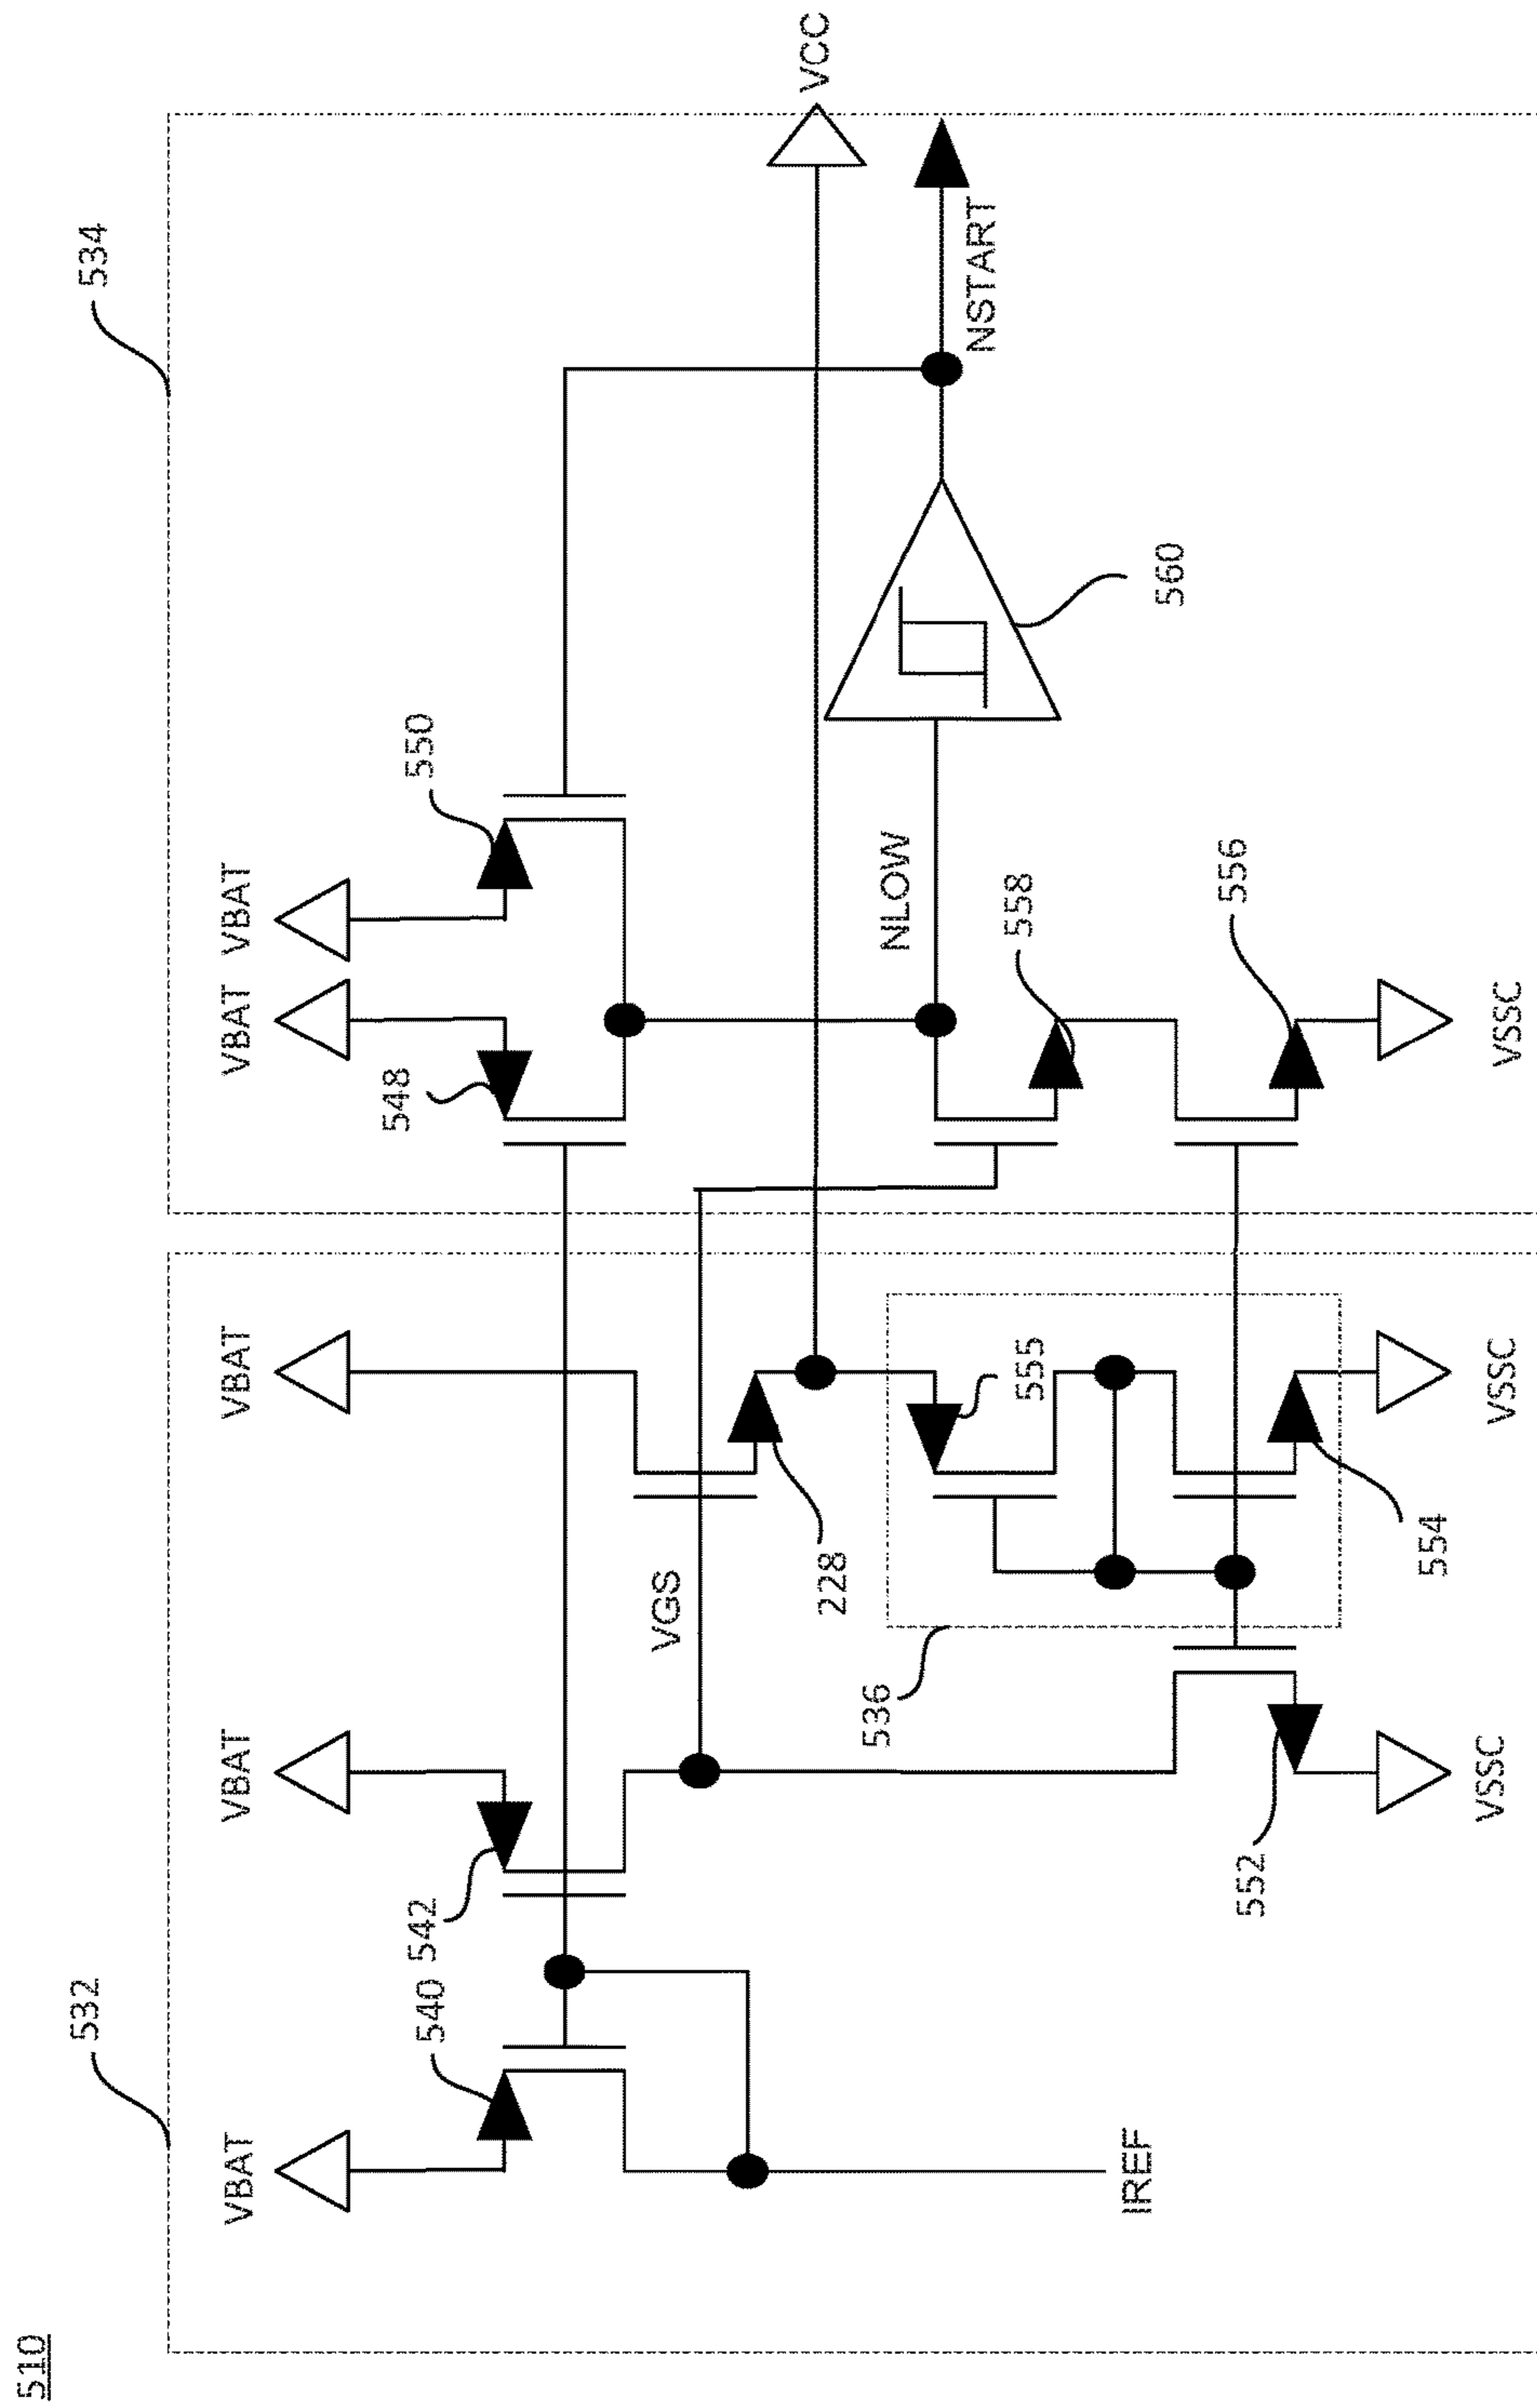 510
532
534
VBAT
VBAT
VBAT
VBAT
VBAT
540
542
548
550
VGS
228
VCC
NLOW
NSTART
536
555
558
560
IREF
552
554
556
VSSC
VSSC
VSSC